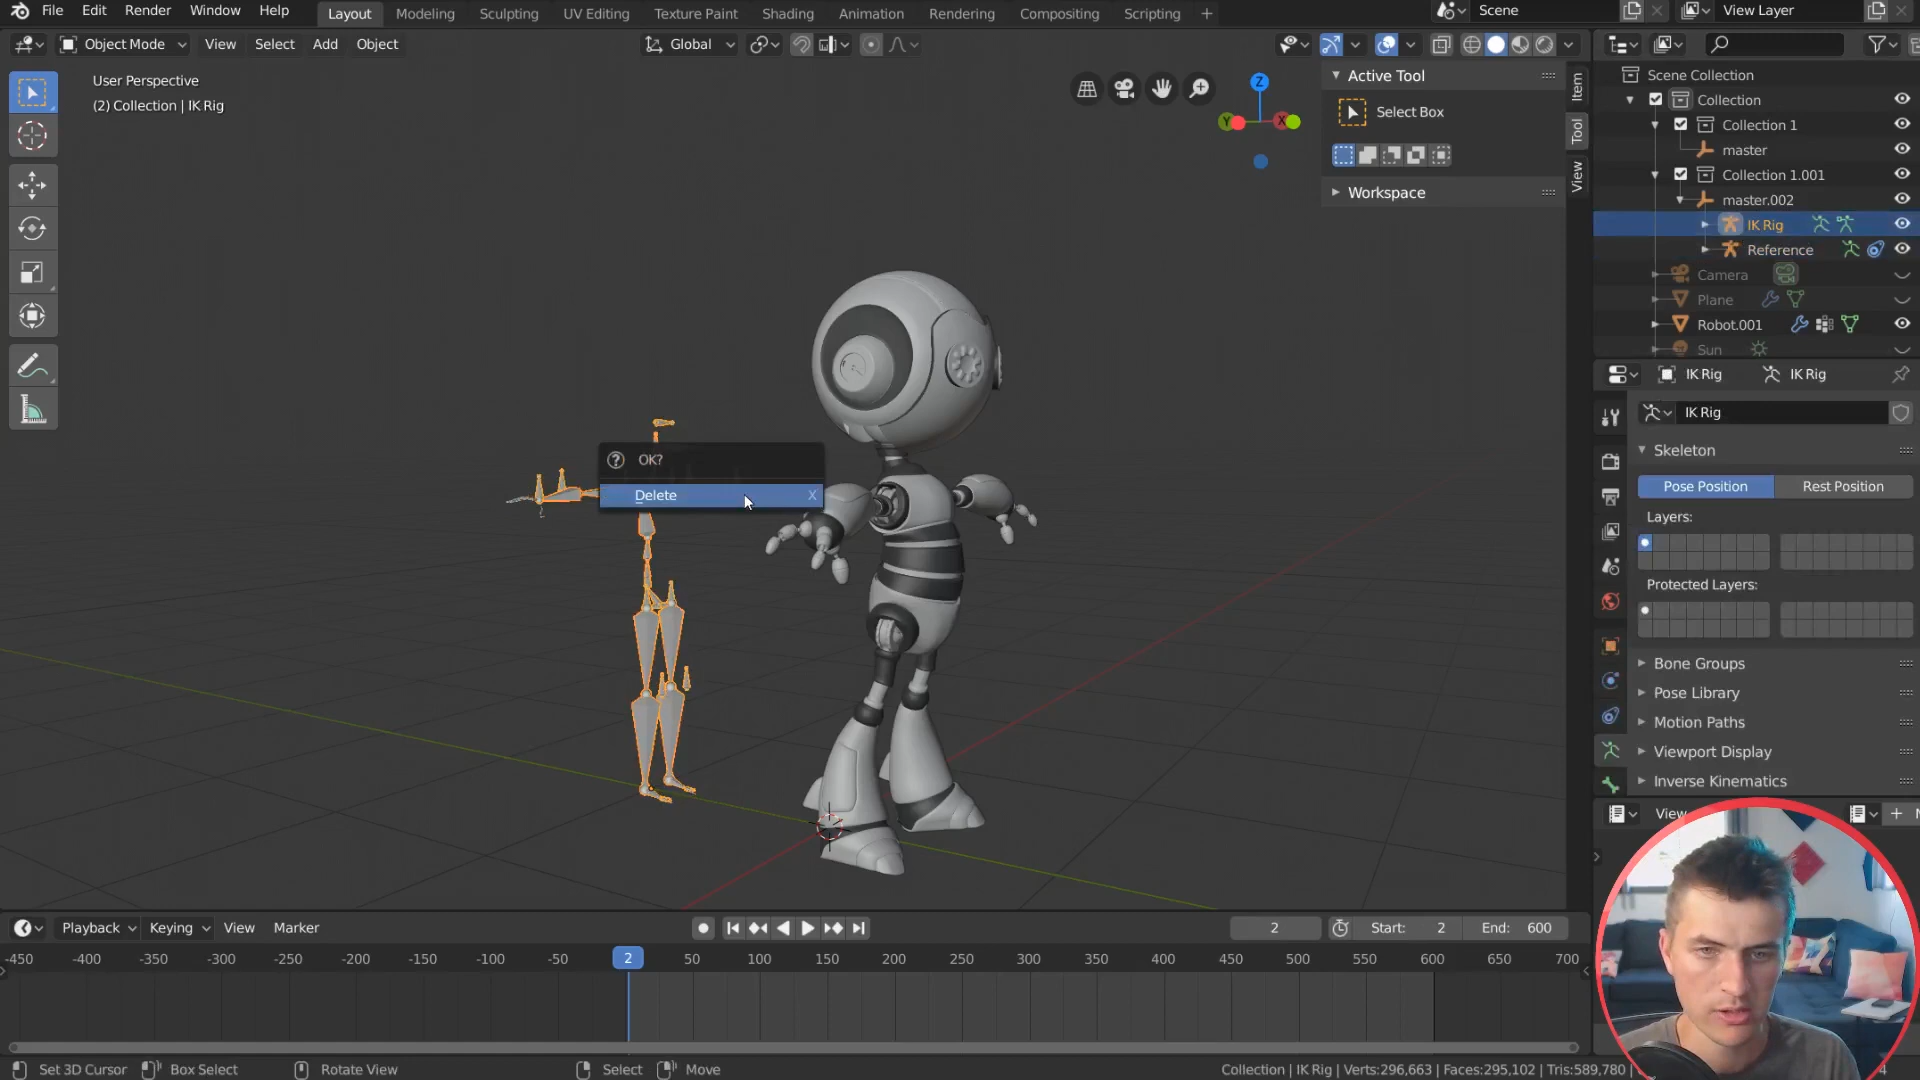 File Edit Render Window Help Layout Modeling Sculpting UV Editing Texture Paint Shading Animation Rendering Compositing Scripting + Scene View Layer
Object Mode View Select Add Object Global
User Perspective
(2) Collection | IK Rig
Z
Y
X
Active Tool
Select Box
Workspace
Item
Tool
View
Scene Collection
Collection
Collection 1
master
Collection 1.001
master.002
IK Rig
Reference
Camera
Plane
Robot.001
Sun
IK Rig IK Rig
IK Rig
Skeleton
Pose Position Rest Position
Layers:
Protected Layers:
Bone Groups
Pose Library
Motion Paths
Viewport Display
Inverse Kinematics
View
OK?
Delete X
Playback Keying View Marker 2 Start: 2 End: 600
-450 -400 -350 -300 -250 -200 -150 -100 -50 2 50 100 150 200 250 300 350 400 450 500 550 600 650 700
Set 3D Cursor Box Select Rotate View Select Move Collection | IK Rig | Verts:296,663 | Faces:295,102 | Tris:589,780 |